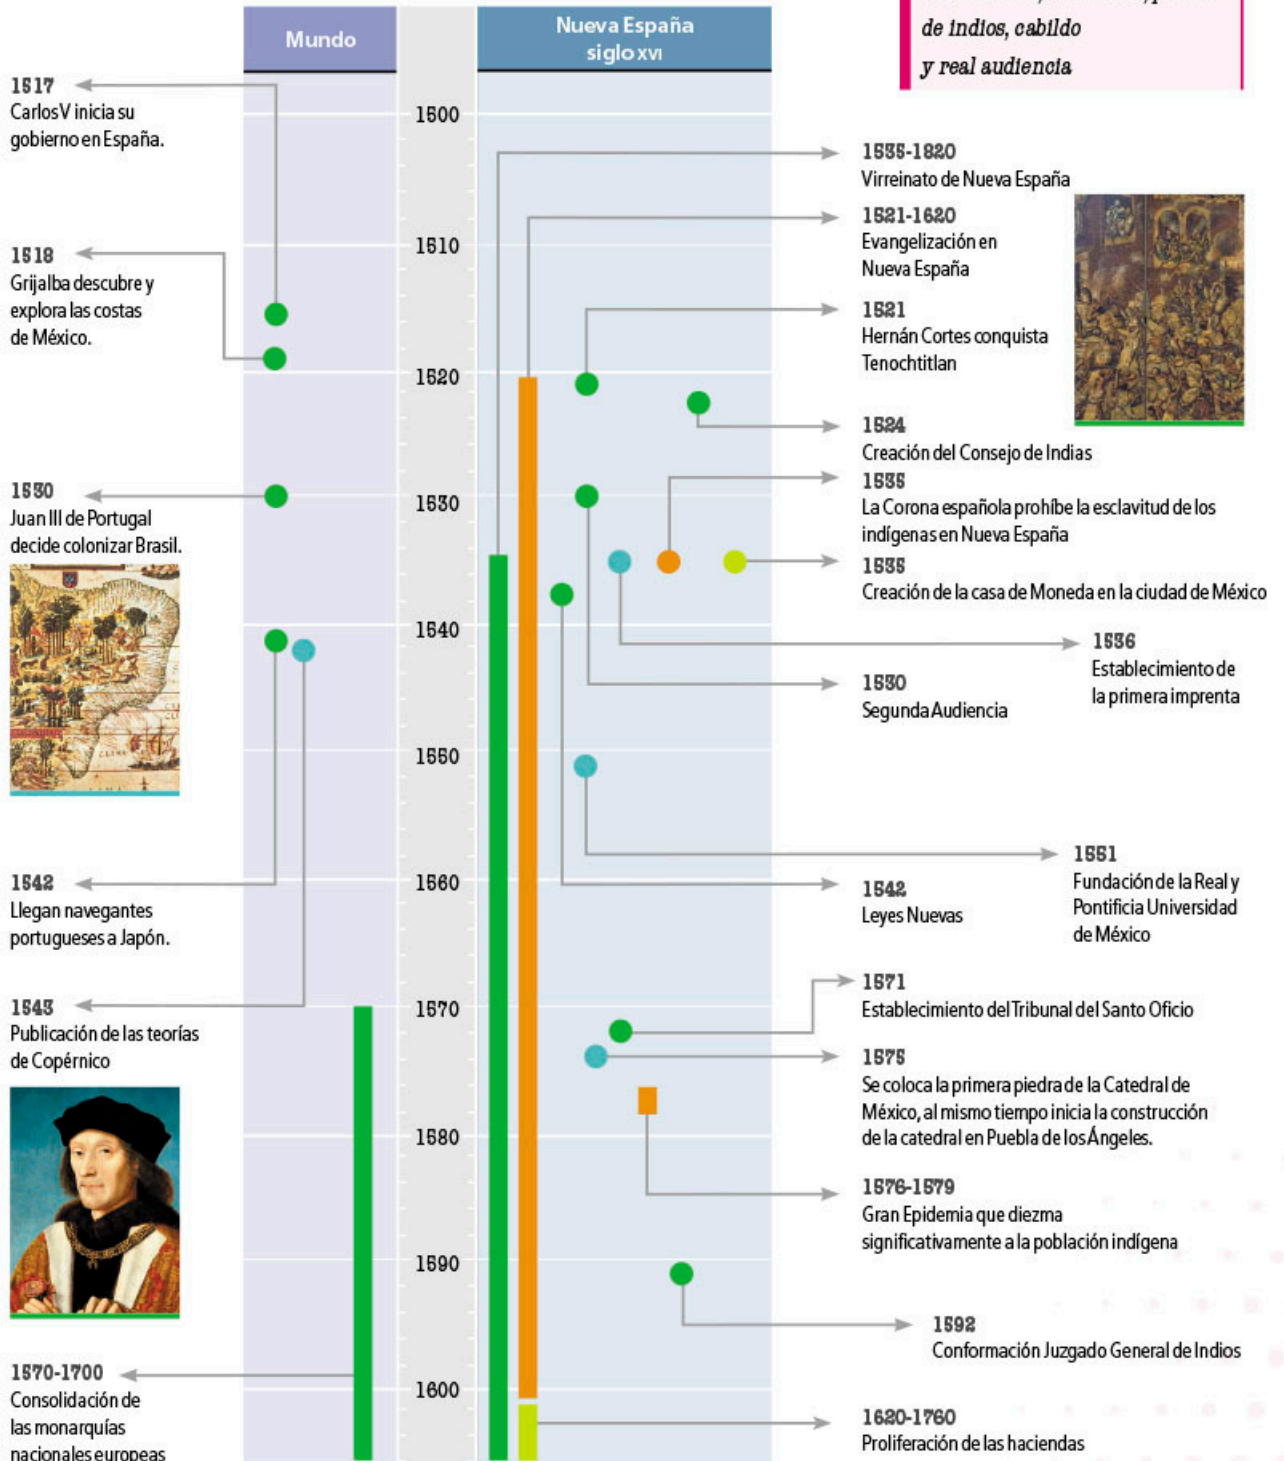 de indios, cabildo
y real audiencia
Mundo
Nueva España
siglo XVI
1517
Carlos V inicia su
gobierno en España.
1518
Grijalba descubre y
explora las costas
de México.
1530
Juan III de Portugal
decide colonizar Brasil.
1542
Llegan navegantes
portugueses a Japón.
1543
Publicación de las teorías
de Copérnico
1570-1700
Consolidación de
las monarquías
nacionales europeas
1500
1510
1520
1530
1540
1550
1560
1570
1580
1590
1600
1535-1820
Virreinato de Nueva España
1521-1620
Evangelización en
Nueva España
1521
Hernán Cortes conquista
Tenochtitlan
1524
Creación del Consejo de Indias
1535
La Corona española prohíbe la esclavitud de los
indígenas en Nueva España
1535
Creación de la casa de Moneda en la ciudad de México
1536
Establecimiento de
la primera imprenta
1530
Segunda Audiencia
1551
Fundación de la Real y
Pontificia Universidad
de México
1542
Leyes Nuevas
1571
Establecimiento del Tribunal del Santo Oficio
1575
Se coloca la primera piedra de la Catedral de
México, al mismo tiempo inicia la construcción
de la catedral en Puebla de los Ángeles.
1576-1579
Gran Epidemia que diezma
significativamente a la población indígena
1592
Conformación Juzgado General de Indios
1620-1760
Proliferación de las haciendas